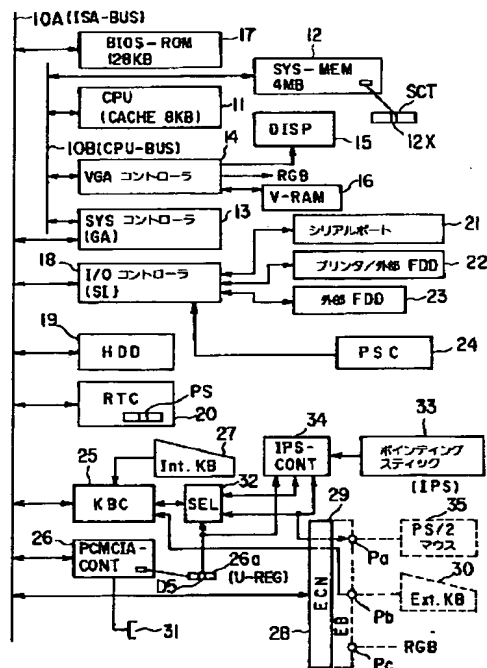 10A(ISA-BUS)
17
BIOS-ROM
128KB
12
SYS-MEM
4MB
SCT
12X
CPU
(CACHE 8KB)
11
10B(CPU-BUS)
14
VGA コントローラ
DISP
15
RGB
V-RAM
16
SYS コントローラ
(GA)
13
18
I/O コントローラ
(SI)
シリアルポート
21
プリンタ/外部 FDD
22
外部 FDD
23
PSC
24
19
HDD
RTC
PS
20
25
KBC
27
Int. KB
32
SEL
34
IPS-
CONT
33
ポインティング
スティック
(IPS)
29
35
PS/2
マウス
26
PCMCIA-
CONT
26a
(U-REG)
D5
31
ECN
EB
28
Pa
Pb
Pc
30
Ext. KB
RGB